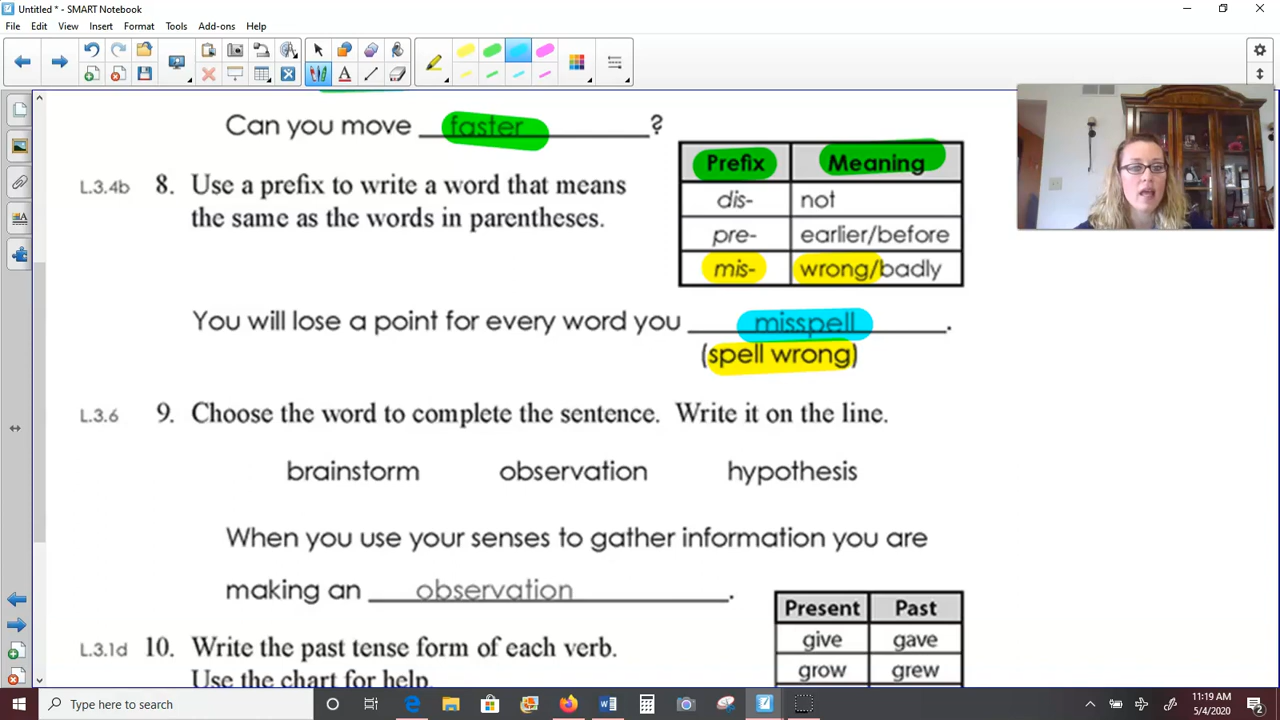 Untitled * - SMART Notebook
File Edit View Insert Format Tools Add-ons Help
Can you move faster ?
L.3.4b 8. Use a prefix to write a word that means
the same as the words in parentheses.
Prefix Meaning
dis- not
pre- earlier/before
mis- wrong/badly
You will lose a point for every word you misspell .
(spell wrong)
L.3.6 9. Choose the word to complete the sentence. Write it on the line.
brainstorm observation hypothesis
When you use your senses to gather information you are
making an observation .
Present Past
give gave
grow grew
L.3.1d 10. Write the past tense form of each verb.
Use the chart for help.
Type here to search
11:19 AM
5/4/2020
2